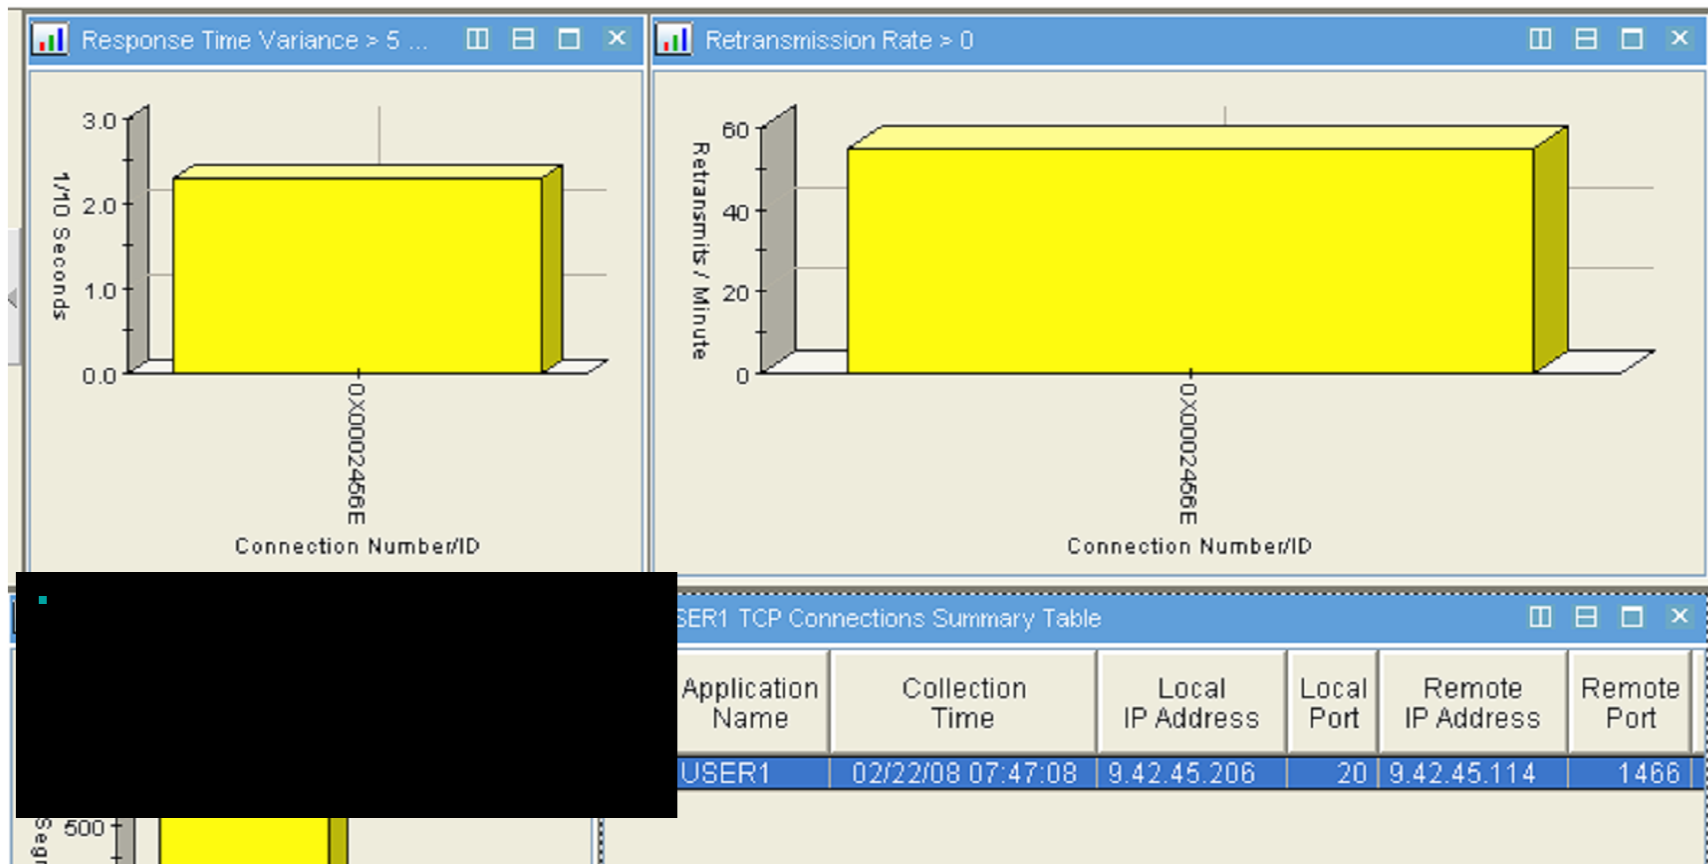 Response Time Variance > 5 ...
3.0
2.0
1.0
0.0
1/10 Seconds
0X0002456E
Connection Number/ID
Retransmission Rate > 0
60
40
20
0
Retransmits / Minute
0X0002456E
Connection Number/ID
SER1 TCP Connections Summary Table
Application Name
Collection Time
Local IP Address
Local Port
Remote IP Address
Remote Port
USER1 02/22/08 07:47:08 9.42.45.206 20 9.42.45.114 1466
500